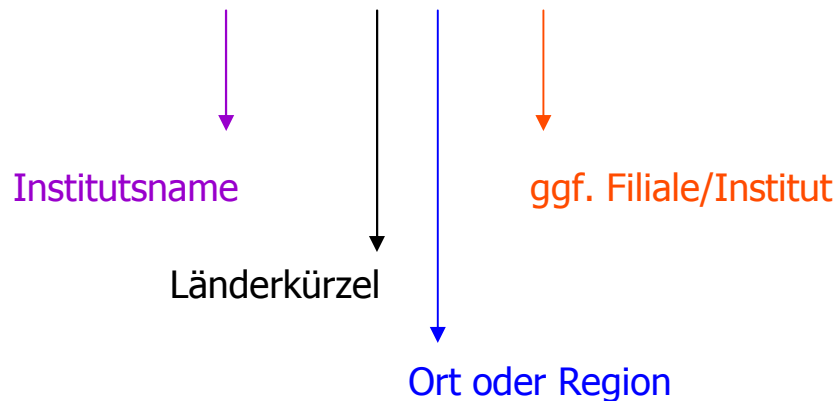 Institutsname
ggf. Filiale/Institut
Länderkürzel
Ort oder Region